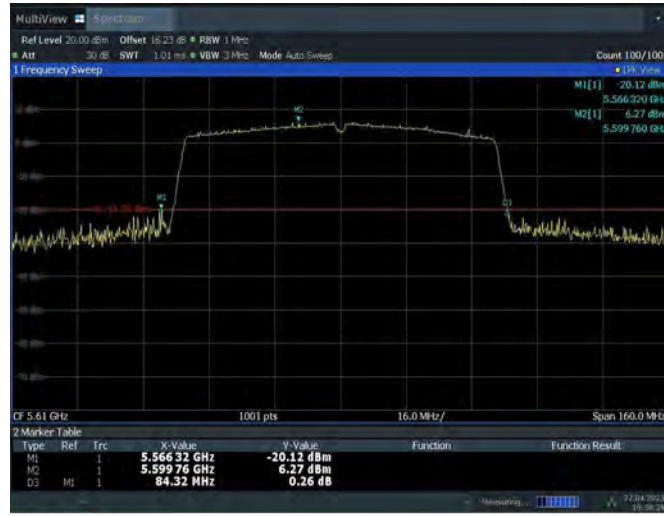 MultiView Spectrum
Ref Level 20.00 dBm Offset 16.23 dB RBW 1 MHz
Att 30 dB SWT 1.01 ms VBW 3 MHz Mode Auto Sweep Count 100/100
1 Frequency Sweep 1Pk View
M1[1] -20.12 dBm
5.566320 GHz
M2[1] 6.27 dBm
5.599760 GHz
M2
M1
D3
CF 5.61 GHz 1001 pts 16.0 MHz/ Span 160.0 MHz
2 Marker Table
Type Ref Trc X-Value Y-Value Function Function Result
M1 1 5.566 32 GHz -20.12 dBm
M2 1 5.599 76 GHz 6.27 dBm
D3 M1 1 84.32 MHz 0.26 dB
Measuring...